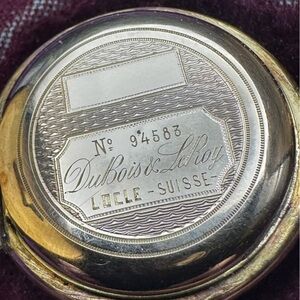 Nº 94583
DuBois & LeRoy
LOCLE - SUISSE -